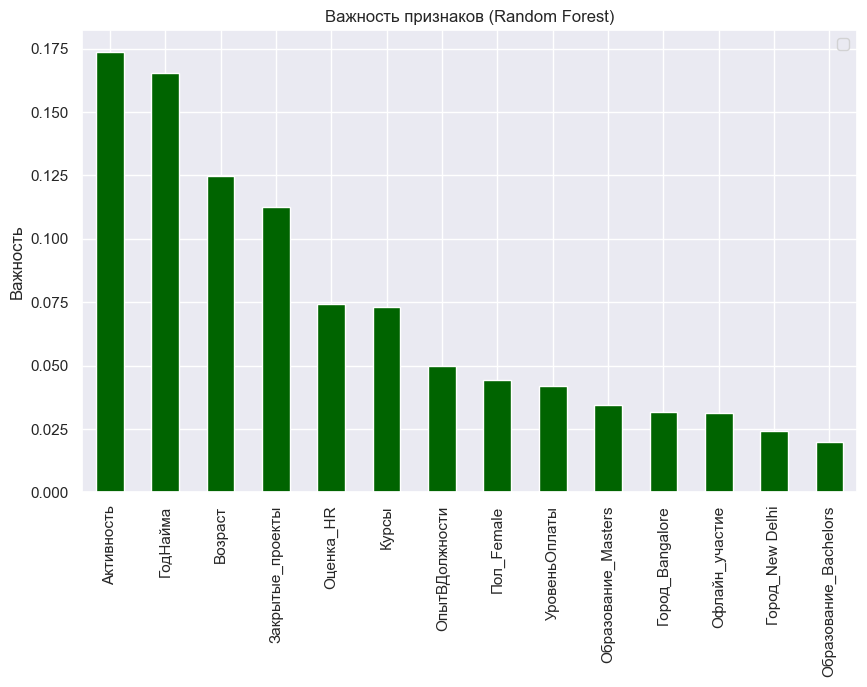 Важность признаков (Random Forest)
Важность
0.175
0.150
0.125
0.100
0.075
0.050
0.025
0.000
Активность
ГодНайма
Возраст
Закрытые_проекты
Оценка_HR
Курсы
ОпытВДолжности
Пол_Female
УровеньОплаты
Образование_Masters
Город_Bangalore
Офлайн_участие
Город_New Delhi
Образование_Bachelors